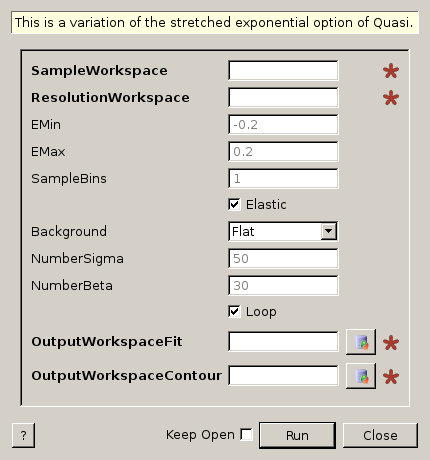 This is a variation of the stretched exponential option of Quasi.
SampleWorkspace
ResolutionWorkspace
EMin -0.2
EMax 0.2
SampleBins 1
Elastic
Background Flat
NumberSigma 50
NumberBeta 30
Loop
OutputWorkspaceFit
OutputWorkspaceContour
? Keep Open Run Close